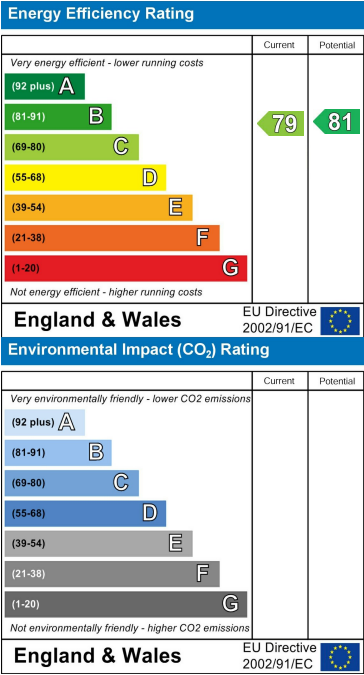 Energy Efficiency Rating
Current Potential
Very energy efficient - lower running costs
(92 plus) A
(81-91) B
(69-80) C
(55-68) D
(39-54) E
(21-38) F
(1-20) G
79 81
Not energy efficient - higher running costs
England & Wales
EU Directive
2002/91/EC
Environmental Impact (CO₂) Rating
Current Potential
Very environmentally friendly - lower CO2 emissions
(92 plus) A
(81-91) B
(69-80) C
(55-68) D
(39-54) E
(21-38) F
(1-20) G
Not environmentally friendly - higher CO2 emissions
England & Wales
EU Directive
2002/91/EC